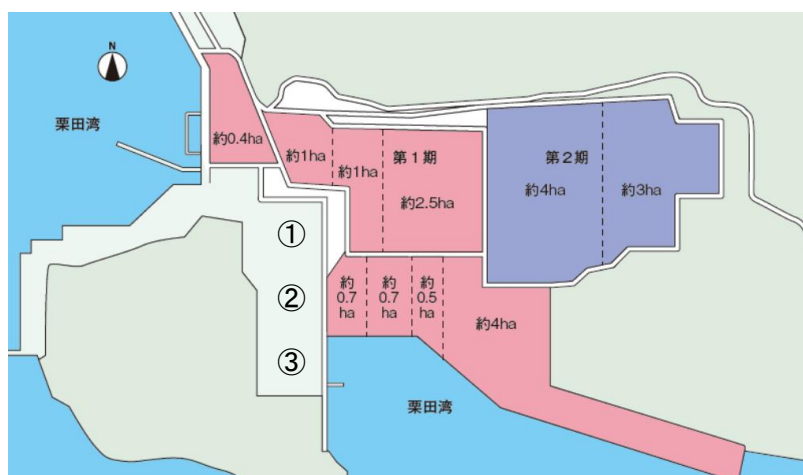 N
栗田湾
約0.4ha
約1ha
約1ha
第1期
約2.5ha
第2期
約4ha
約3ha
①
②
③
約
0.7
ha
約
0.7
ha
約
0.5
ha
約4ha
栗田湾